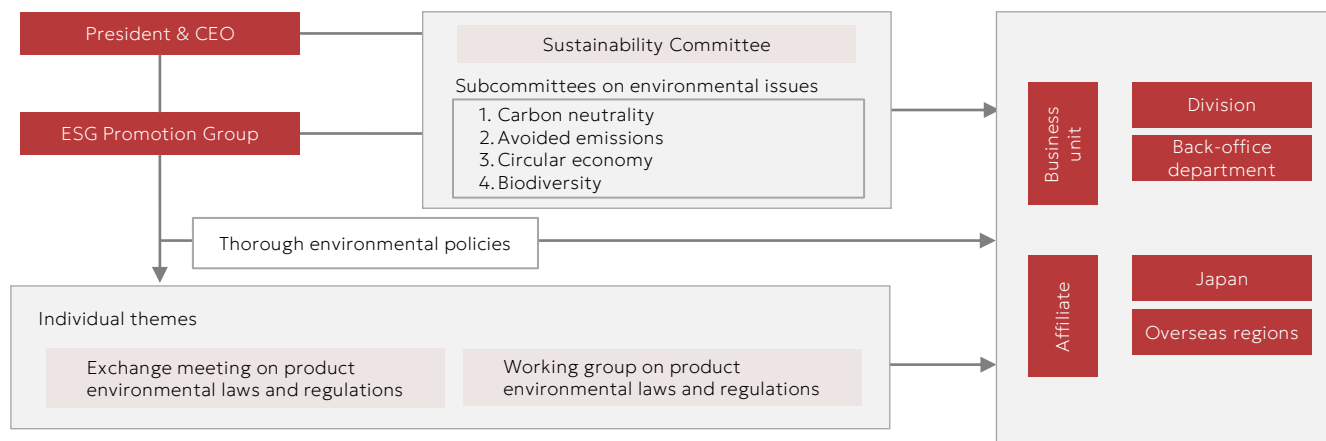 President & CEO
ESG Promotion Group
Sustainability Committee
Subcommittees on environmental issues
1. Carbon neutrality
2. Avoided emissions
3. Circular economy
4. Biodiversity
Thorough environmental policies
Individual themes
Exchange meeting on product
environmental laws and regulations
Working group on product
environmental laws and regulations
Business
unit
Division
Back-office
department
Affiliate
Japan
Overseas regions